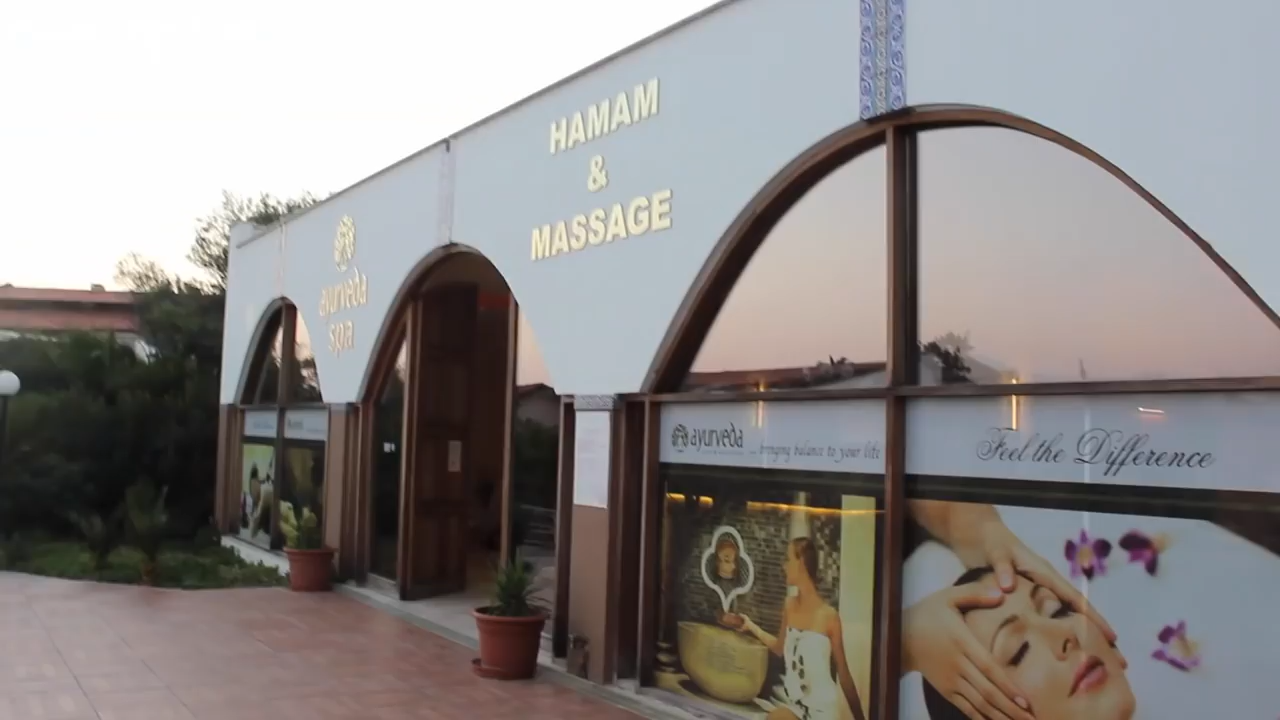 HAMAM
&
MASSAGE
ayurveda
spa
ayurveda
... bringing balance to your life
Feel the Difference